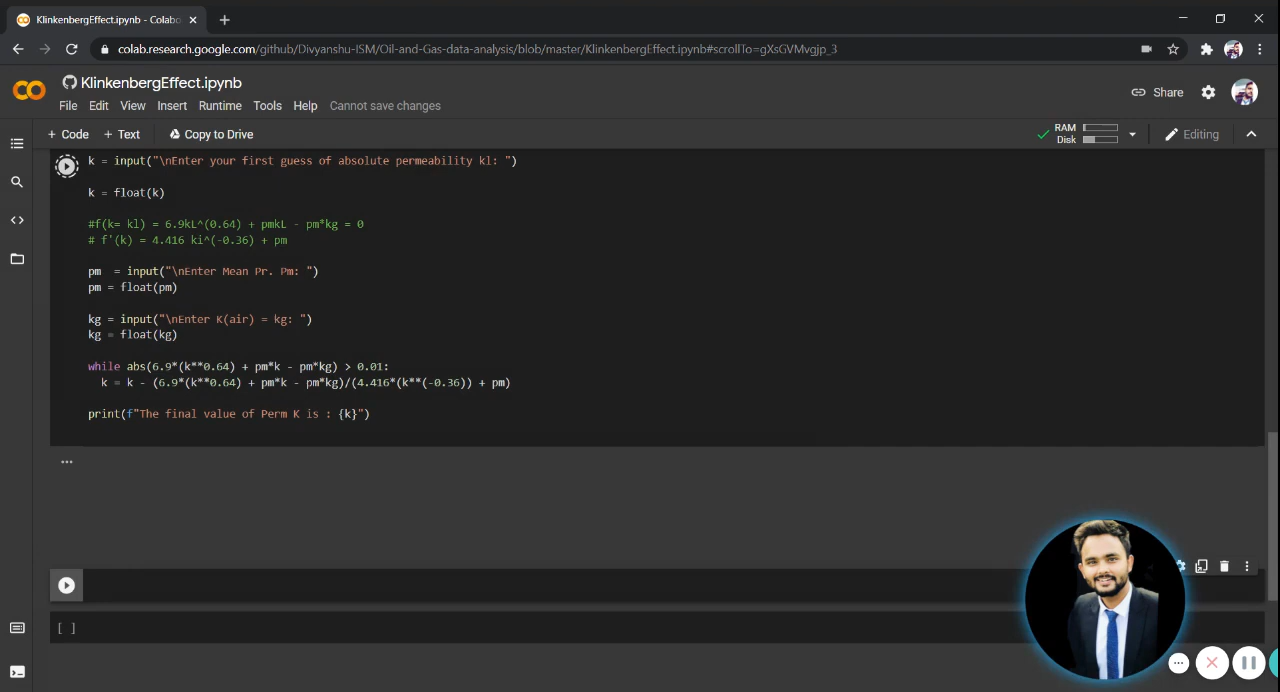 KlinkenbergEffect.ipynb - Colabo
colab.research.google.com/github/Divyanshu-ISM/Oil-and-Gas-data-analysis/blob/master/KlinkenbergEffect.ipynb#scrollTo=gXsGVMvgjp_3
KlinkenbergEffect.ipynb
File Edit View Insert Runtime Tools Help Cannot save changes
Share
+ Code + Text Copy to Drive
RAM
Disk
Editing
k = input("\nEnter your first guess of absolute permeability kl: ")
k = float(k)
#f(k= kl) = 6.9kL^(0.64) + pmkL - pm*kg = 0
# f'(k) = 4.416 ki^(-0.36) + pm
pm = input("\nEnter Mean Pr. Pm: ")
pm = float(pm)
kg = input("\nEnter K(air) = kg: ")
kg = float(kg)
while abs(6.9*(k**0.64) + pm*k - pm*kg) > 0.01:
k = k - (6.9*(k**0.64) + pm*k - pm*kg)/(4.416*(k**(-0.36)) + pm)
print(f"The final value of Perm K is : {k}")
...
[ ]